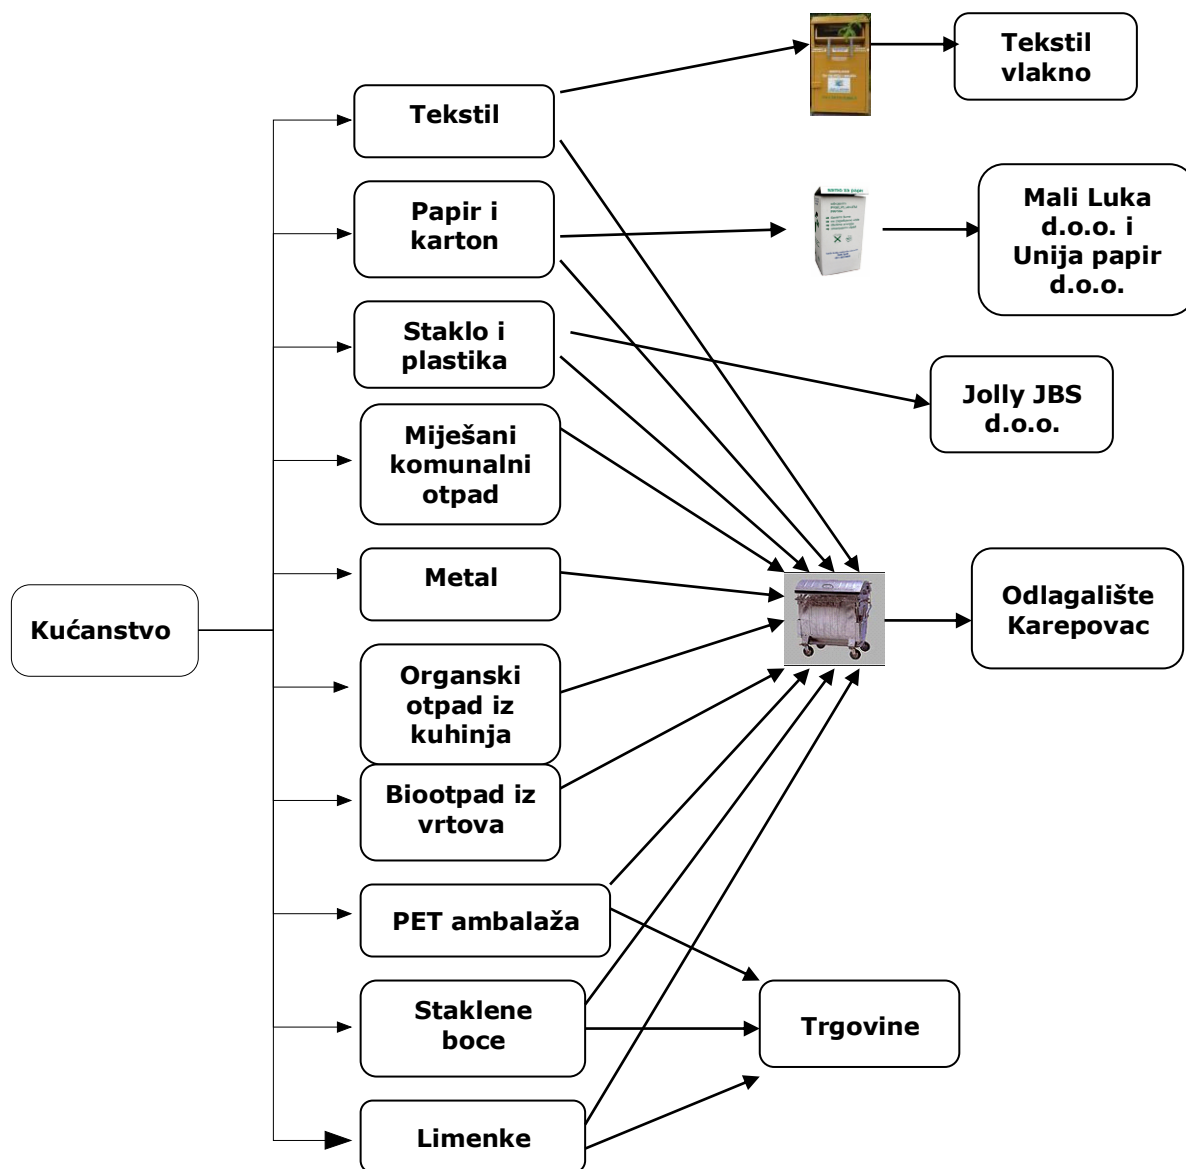 Tekstil
vlakno
Tekstil
Papir i
karton
Mali Luka
d.o.o. i
Unija papir
d.o.o.
Staklo i
plastika
Jolly JBS
d.o.o.
Miješani
komunalni
otpad
Metal
Kućanstvo
Odlagalište
Karepovac
Organski
otpad iz
kuhinja
Biootpad iz
vrtova
PET ambalaža
Staklene
boce
Trgovine
Limenke